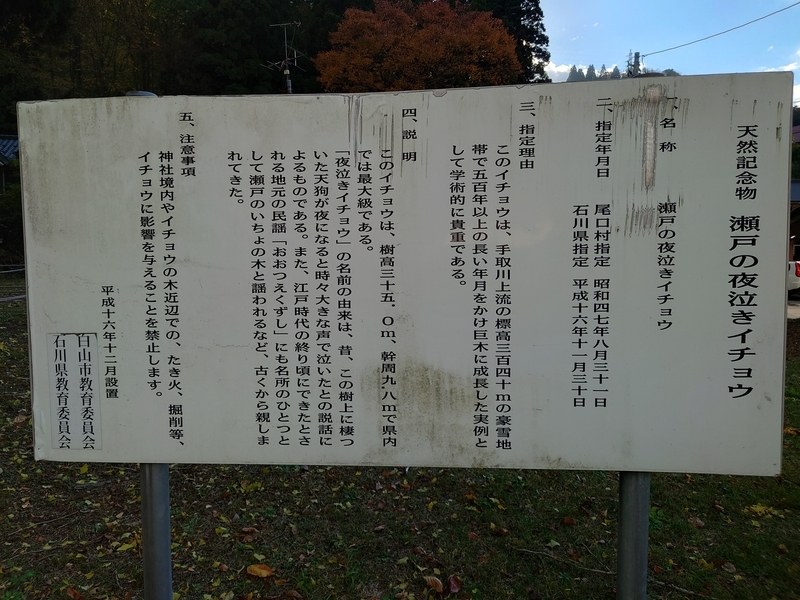 天然記念物 瀬戸の夜泣きイチョウ
一、名 称 瀬戸の夜泣きイチョウ
二、指定年月日 尾口村指定 昭和四七年八月三十一日
石川県指定 平成十六年十一月三十日
三、指定理由
このイチョウは、手取川上流の標高三百四十mの豪雪地
帯で五百年以上の長い年月をかけ巨木に成長した実例と
して学術的に貴重である。
四、説 明
このイチョウは、樹高三十五.0m、幹周九.八mで県内
では最大級である。
「夜泣きイチョウ」の名前の由来は、昔、この樹上に棲つ
いた天狗が夜になると時々大きな声で泣いたとの説話に
よるものである。また、江戸時代の終り頃にできたとさ
れる地元の民謡「おおつえくずし」にも名所のひとつと
して瀬戸のいちょの木と謡われるなど、古くから親しま
れてきた。
五、注意事項
神社境内やイチョウの木近辺での、たき火、掘削等、
イチョウに影響を与えることを禁止します。
平成十六年十二月設置
白山市教育委員会
石川県教育委員会